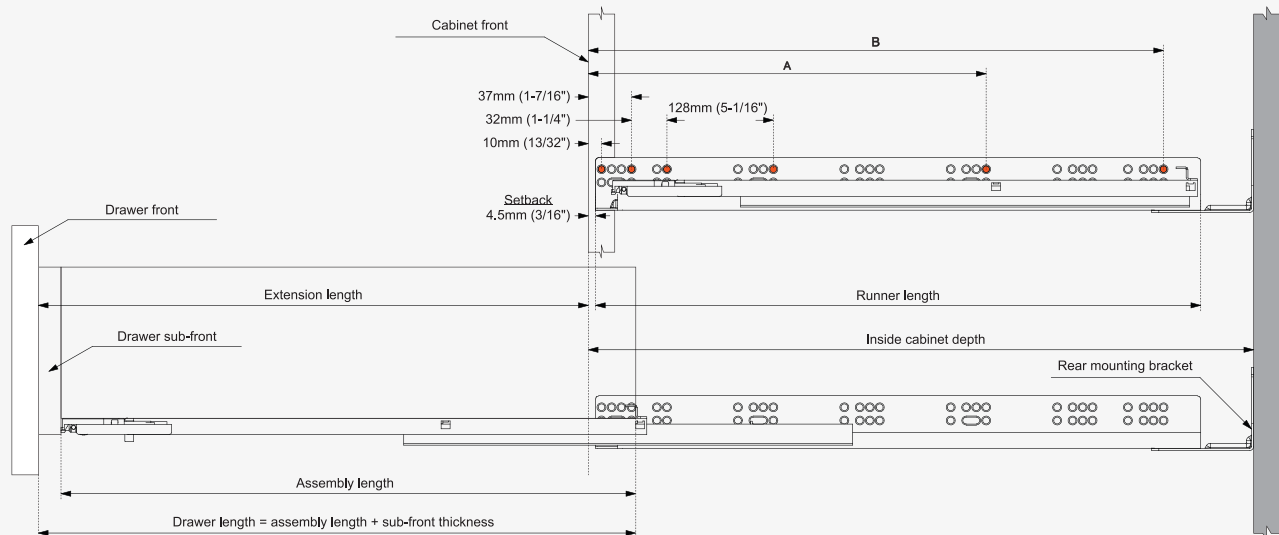 Cabinet front
B
A
37mm (1-7/16")
128mm (5-1/16")
32mm (1-1/4")
10mm (13/32")
Setback
4.5mm (3/16")
Drawer front
Extension length
Runner length
Drawer sub-front
Inside cabinet depth
Rear mounting bracket
Assembly length
Drawer length = assembly length + sub-front thickness